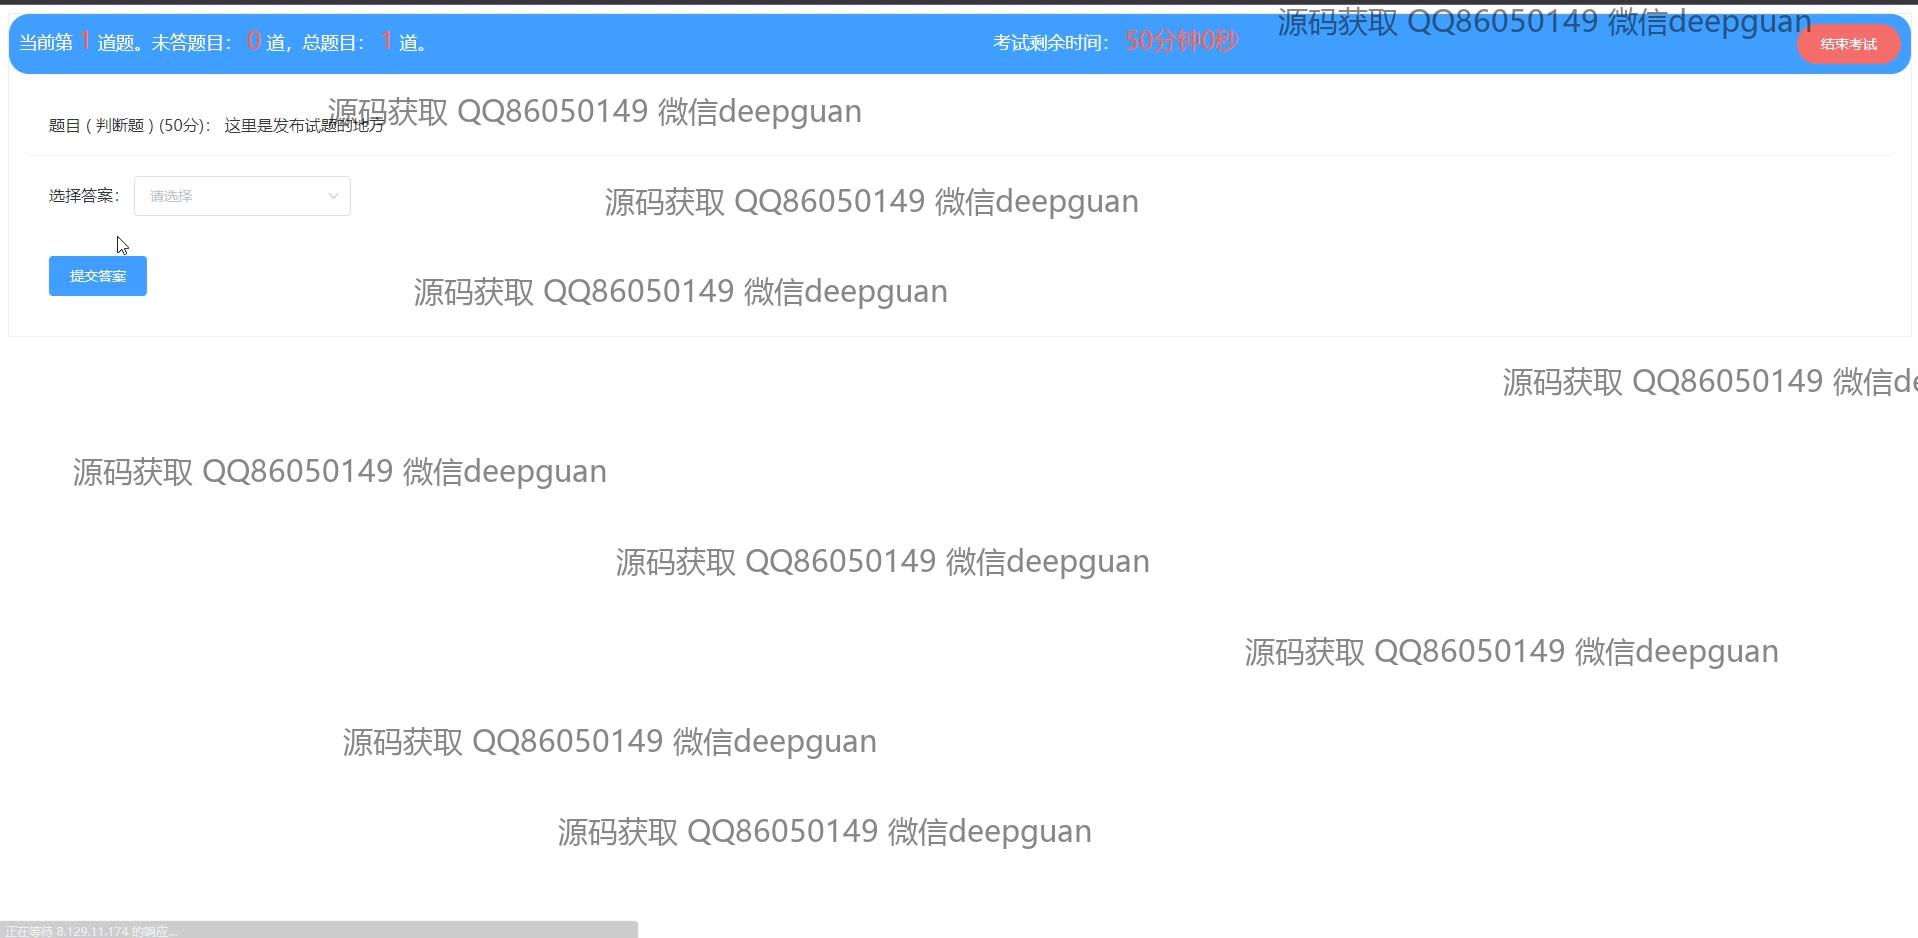 当前第 1 道题。未答题目： 0 道，总题目： 1 道。
考试剩余时间： 50分钟0秒
源码获取 QQ86050149 微信deepguan
结束考试
源码获取 QQ86050149 微信deepguan
题目 ( 判断题 ) (50分)： 这里是发布试题的地方
选择答案： 请选择
源码获取 QQ86050149 微信deepguan
提交答案
源码获取 QQ86050149 微信deepguan
源码获取 QQ86050149 微信de
源码获取 QQ86050149 微信deepguan
源码获取 QQ86050149 微信deepguan
源码获取 QQ86050149 微信deepguan
源码获取 QQ86050149 微信deepguan
源码获取 QQ86050149 微信deepguan
正在等待 8.129.11.174 的响应...